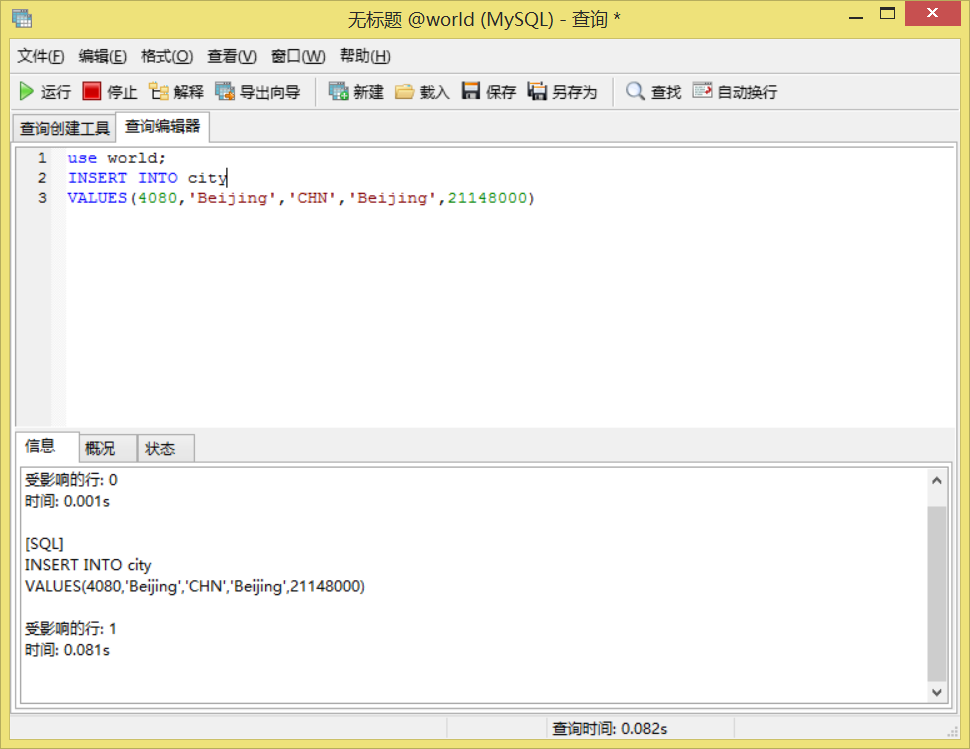 无标题 @world (MySQL) - 查询 *
文件(F) 编辑(E) 格式(O) 查看(V) 窗口(W) 帮助(H)
运行 停止 解释 导出向导 新建 载入 保存 另存为 查找 自动换行
查询创建工具 查询编辑器
1 use world;
2 INSERT INTO city
3 VALUES(4080,'Beijing','CHN','Beijing',21148000)
信息 概况 状态
受影响的行: 0
时间: 0.001s
[SQL]
INSERT INTO city
VALUES(4080,'Beijing','CHN','Beijing',21148000)
受影响的行: 1
时间: 0.081s
查询时间: 0.082s